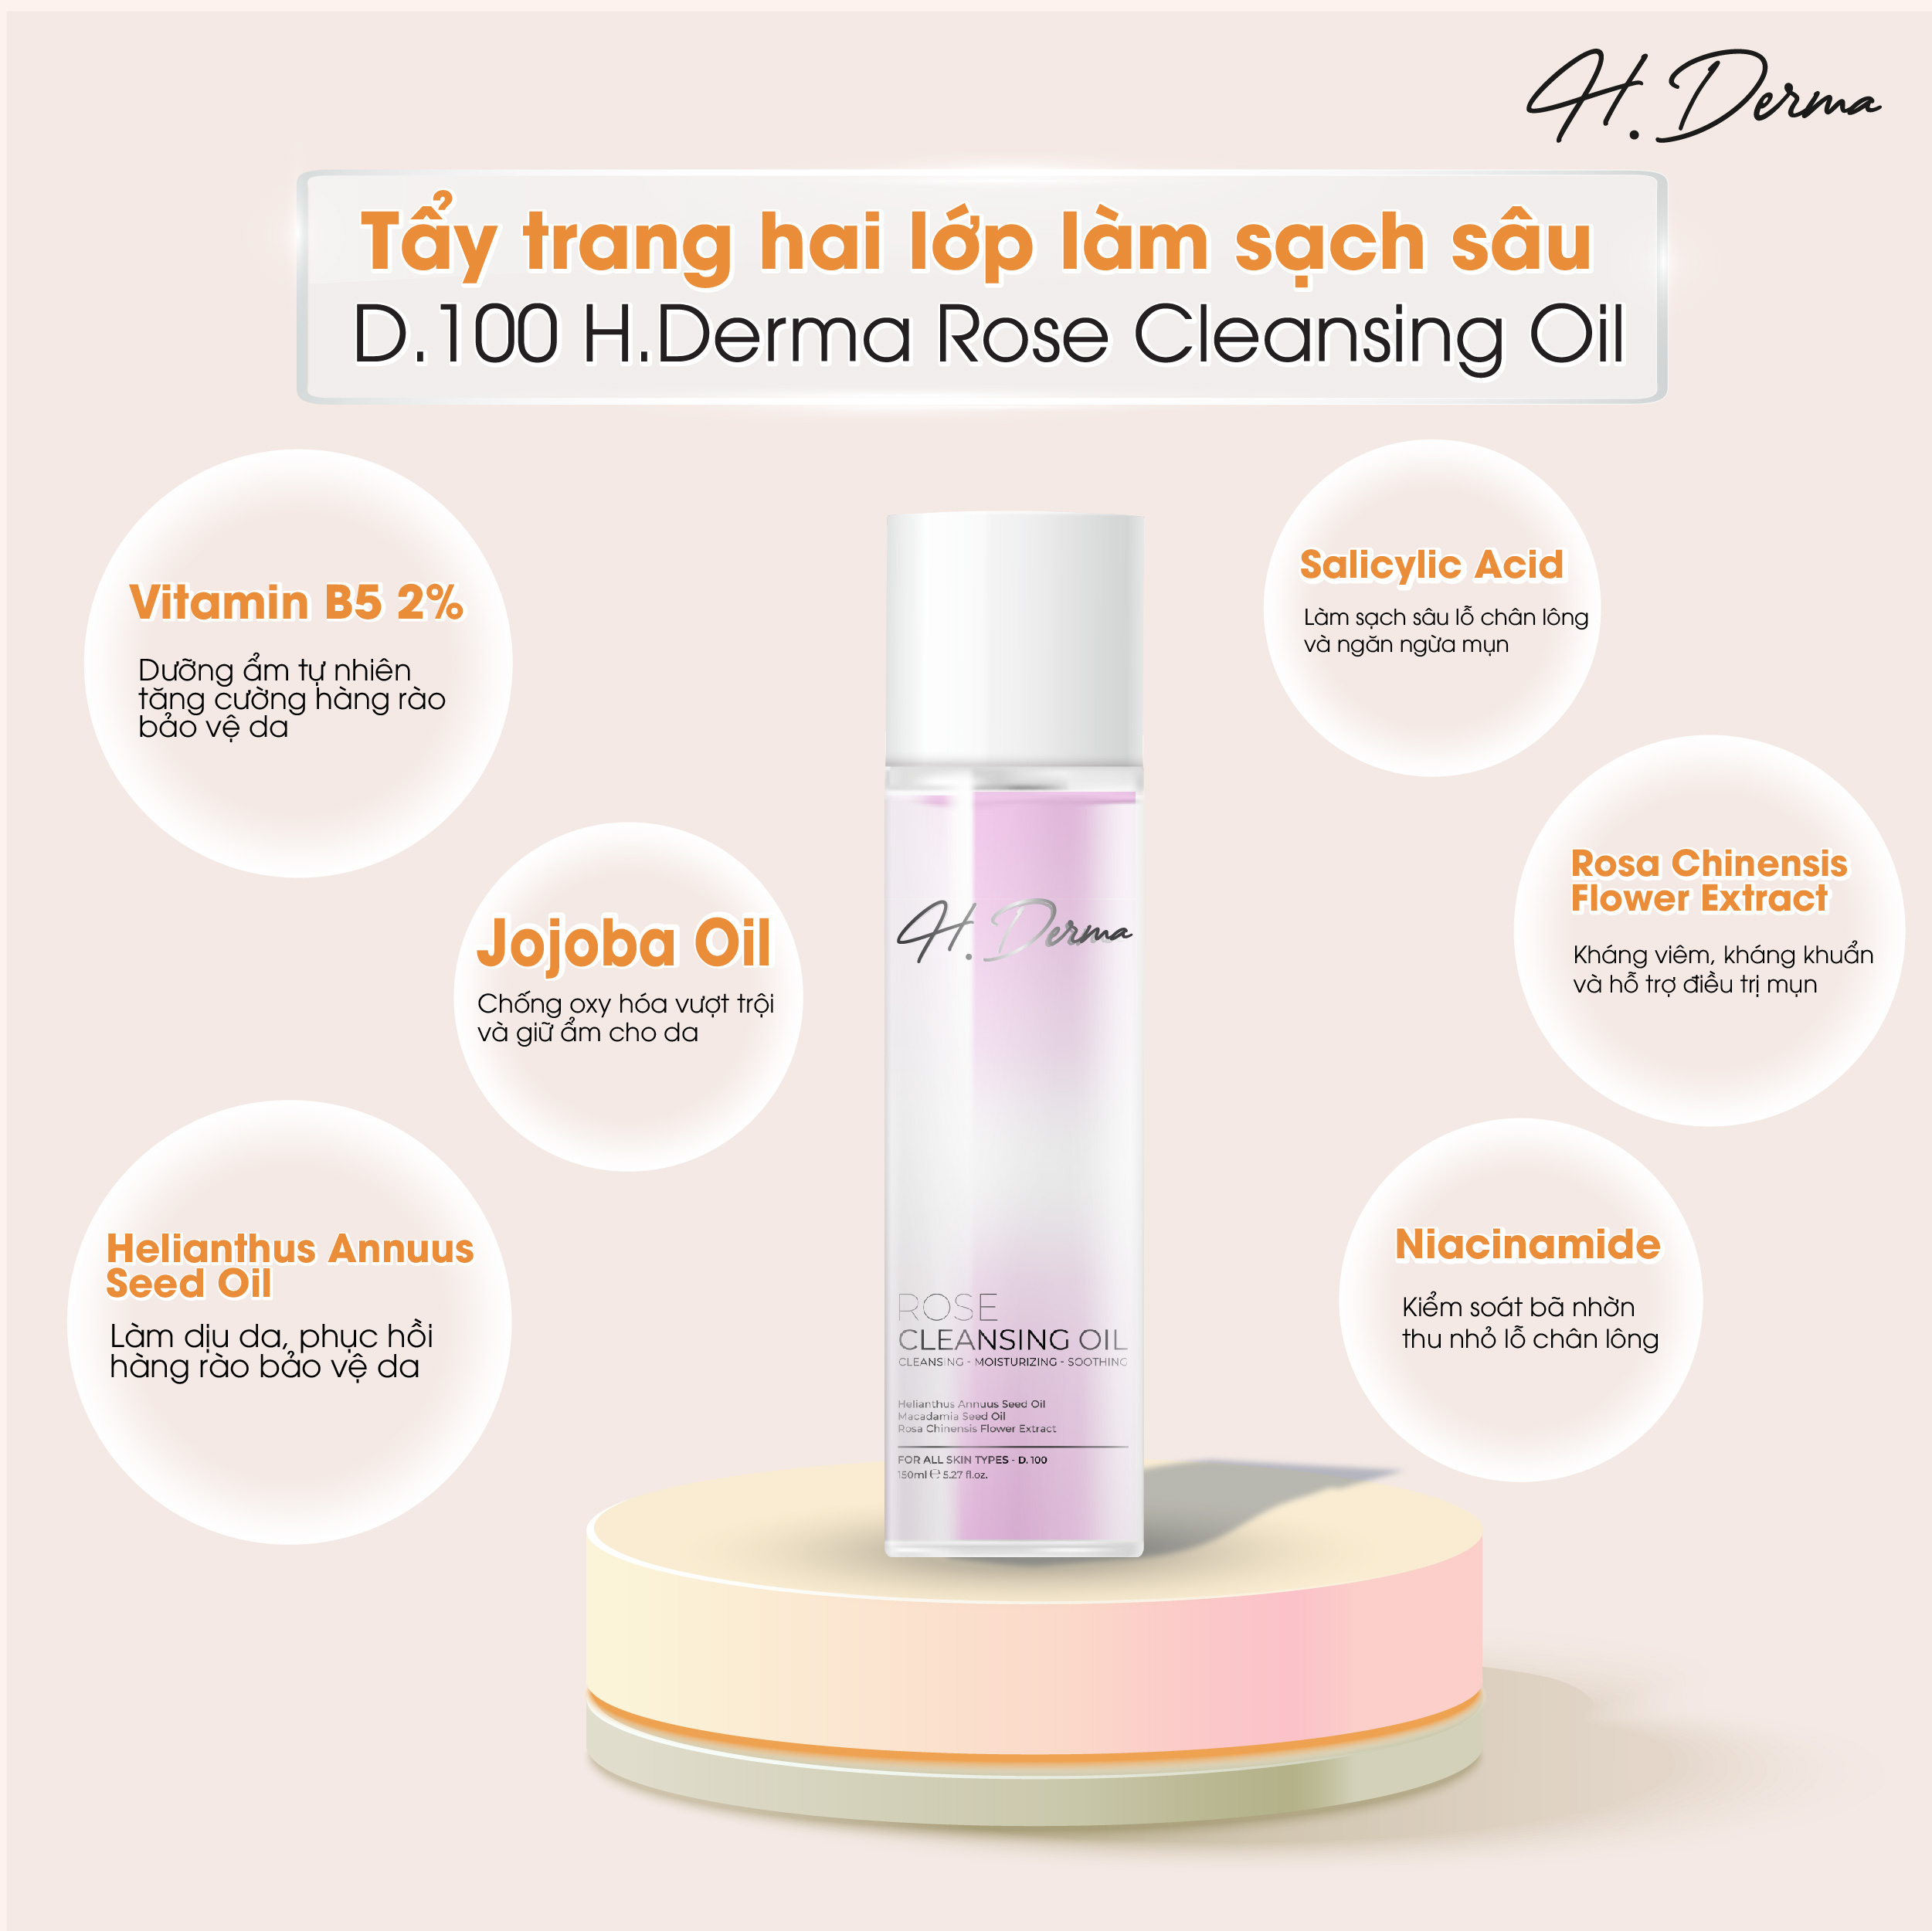 H. Derma
Tẩy trang hai lớp làm sạch sâu
D.100 H.Derma Rose Cleansing Oil
Vitamin B5 2%
Dưỡng ẩm tự nhiên
tăng cường hàng rào
bảo vệ da
Salicylic Acid
Làm sạch sâu lỗ chân lông
và ngăn ngừa mụn
Jojoba Oil
Chống oxy hóa vượt trội
và giữ ẩm cho da
Rosa Chinensis
Flower Extract
Kháng viêm, kháng khuẩn
và hỗ trợ điều trị mụn
Helianthus Annuus
Seed Oil
Làm dịu da, phục hồi
hàng rào bảo vệ da
Niacinamide
Kiểm soát bã nhờn
thu nhỏ lỗ chân lông
H. Derma
ROSE
CLEANSING OIL
CLEANSING - MOISTURIZING - SOOTHING
Helianthus Annuus Seed Oil
Macadamia Seed Oil
Rosa Chinensis Flower Extract
FOR ALL SKIN TYPES - D.100
150ml ℮ 5.27 fl.oz.